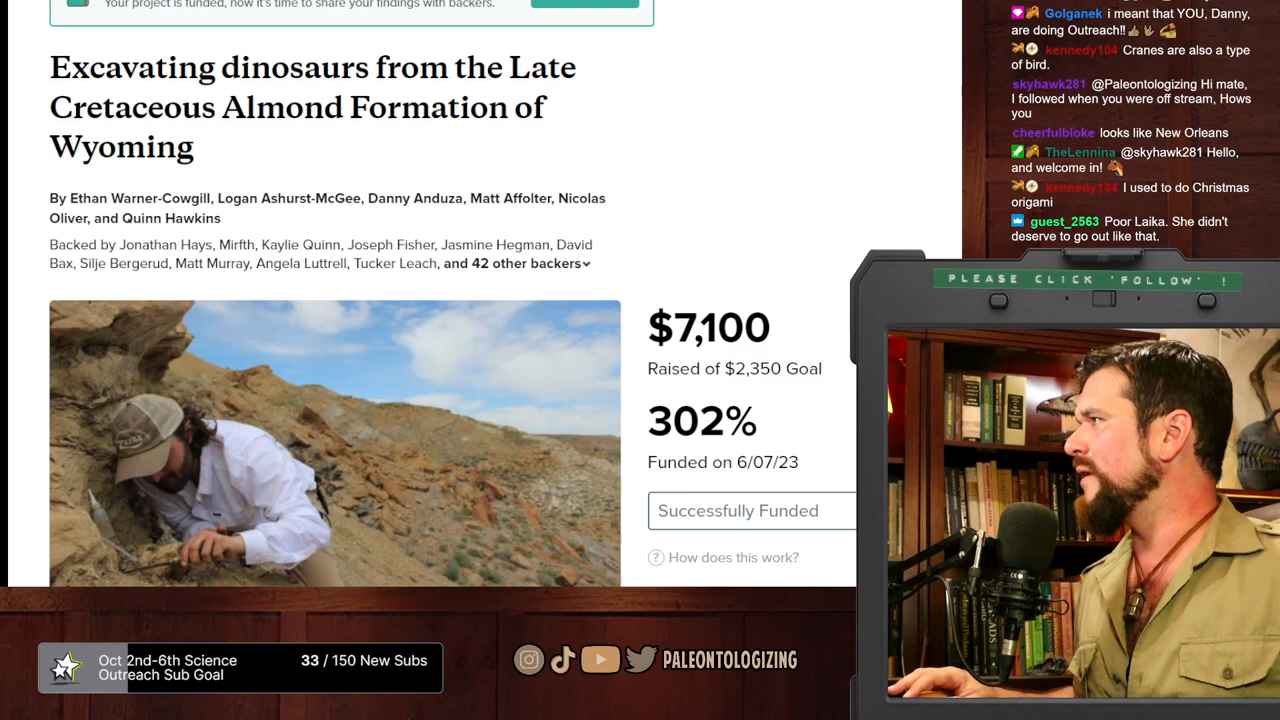 Your project is funded, now it's time to share your findings with backers.
Excavating dinosaurs from the Late
Cretaceous Almond Formation of
Wyoming
By Ethan Warner-Cowgill, Logan Ashurst-McGee, Danny Anduza, Matt Affolter, Nicolas
Oliver, and Quinn Hawkins
Backed by Jonathan Hays, Mirfth, Kaylie Quinn, Joseph Fisher, Jasmine Hegman, David
Bax, Silje Bergerud, Matt Murray, Angela Luttrell, Tucker Leach, and 42 other backers
$7,100
Raised of $2,350 Goal
302%
Funded on 6/07/23
Successfully Funded
? How does this work?
Golganek i meant that YOU, Danny,
are doing Outreach!!
kennedy104 Cranes are also a type
of bird.
skyhawk281 @Paleontologizing Hi mate,
I followed when you were off stream, Hows
you
cheerfulbloke looks like New Orleans
TheLennina @skyhawk281 Hello,
and welcome in!
kennedy104 I used to do Christmas
origami
guest_2563 Poor Laika. She didn't
deserve to go out like that.
PLEASE CLICK 'FOLLOW' !
Oct 2nd-6th Science
Outreach Sub Goal
33 / 150 New Subs
PALEONTOLOGIZING